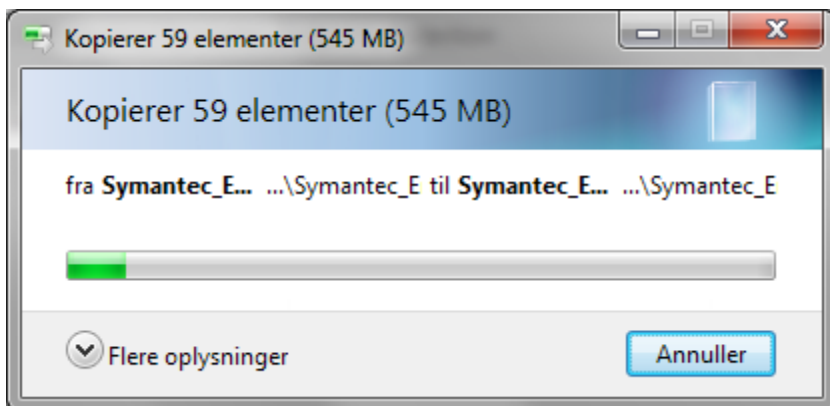 Kopierer 59 elementer (545 MB)
Kopierer 59 elementer (545 MB)
fra Symantec_E... ...\Symantec_E til Symantec_E... ...\Symantec_E
Flere oplysninger
Annuller